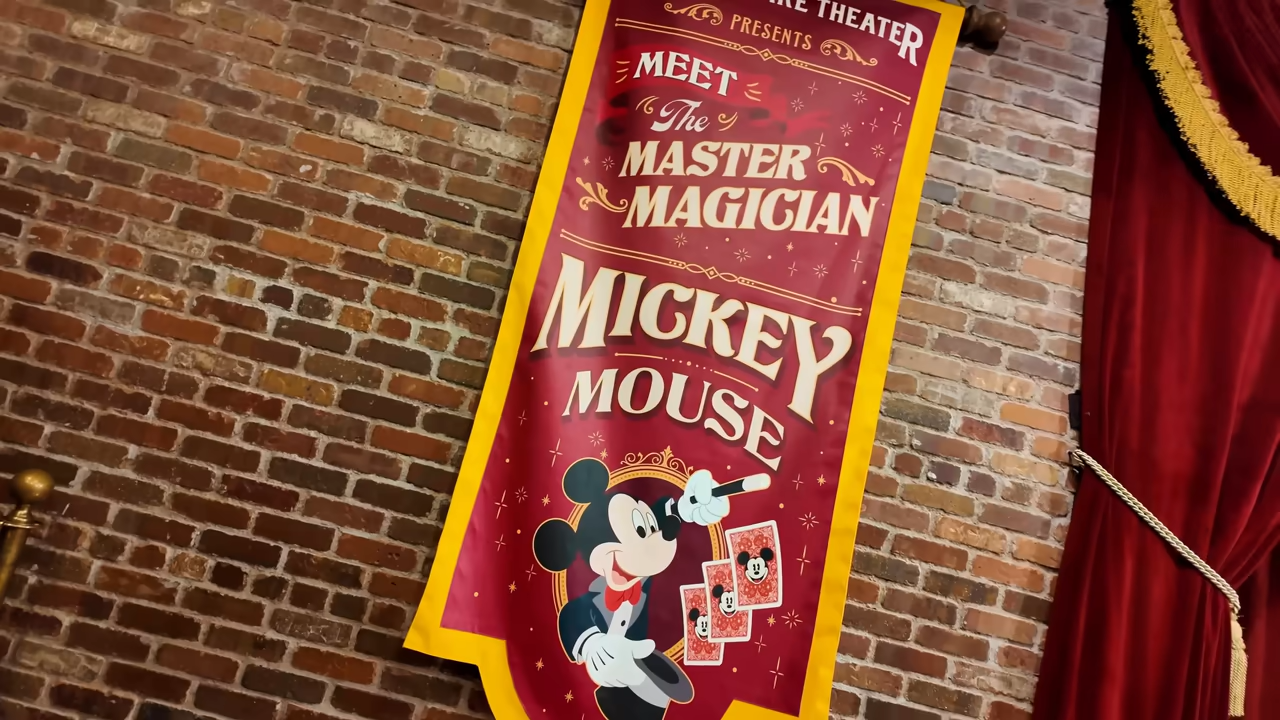 THEATER
PRESENTS
MEET
The
MASTER
MAGICIAN
MICKEY
MOUSE